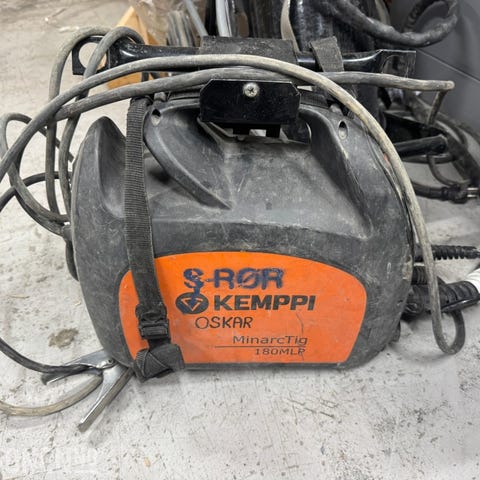 S-RØR
KEMPPI
OSKAR
MinarcTig
180MLP